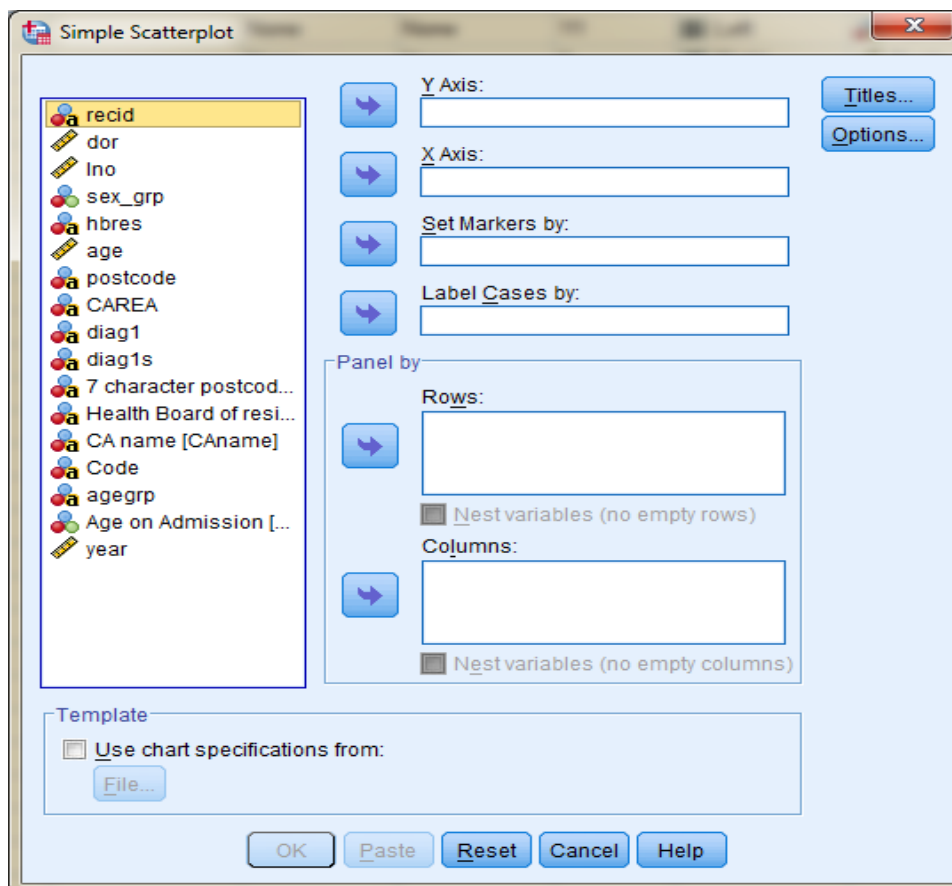 Simple Scatterplot
recid
dor
lno
sex_grp
hbres
age
postcode
CAREA
diag1
diag1s
7 character postcod...
Health Board of resi...
CA name [CAname]
Code
agegrp
Age on Admission [...
year
Y Axis:
X Axis:
Set Markers by:
Label Cases by:
Titles...
Options...
Panel by
Rows:
Nest variables (no empty rows)
Columns:
Nest variables (no empty columns)
Template
Use chart specifications from:
File...
OK
Paste
Reset
Cancel
Help